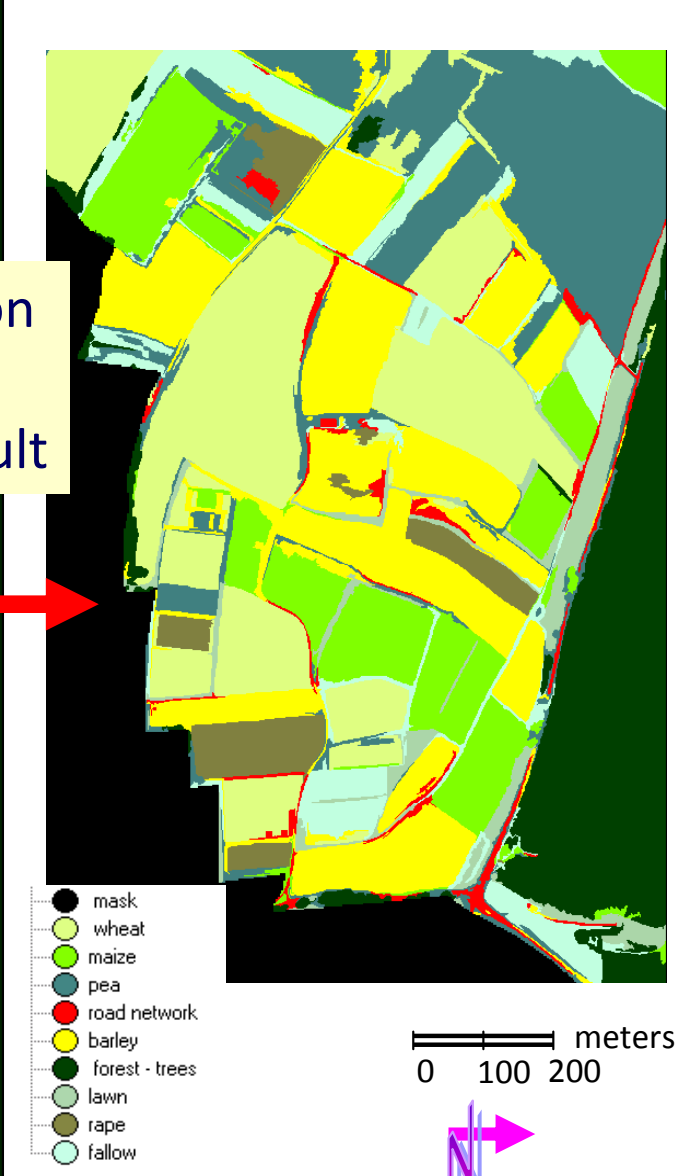 on
ult
mask
wheat
maize
pea
road network
barley
forest - trees
lawn
rape
fallow
meters
0 100 200
N